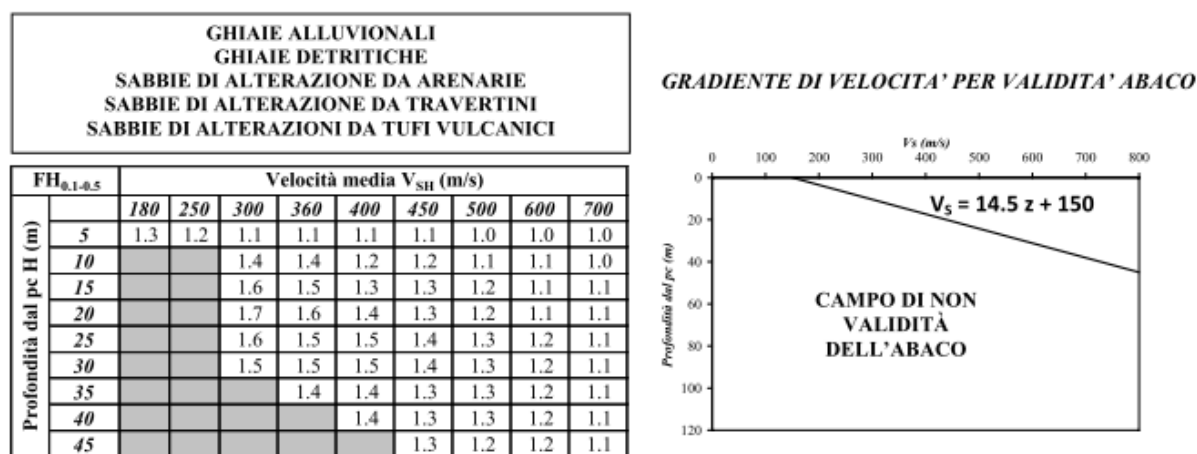 GHIAIE ALLUVIONALI
GHIAIE DETRITICHE
SABBIE DI ALTERAZIONE DA ARENARIE
SABBIE DI ALTERAZIONE DA TRAVERTINI
SABBIE DI ALTERAZIONI DA TUFI VULCANICI
FH0.1-0.5 Velocità media VSH (m/s)
180 250 300 360 400 450 500 600 700
Profondità dal pc H (m)
5 1.3 1.2 1.1 1.1 1.1 1.1 1.0 1.0 1.0
10 1.4 1.4 1.2 1.2 1.1 1.1 1.0
15 1.6 1.5 1.3 1.3 1.2 1.1 1.1
20 1.7 1.6 1.4 1.3 1.2 1.1 1.1
25 1.6 1.5 1.5 1.4 1.3 1.2 1.1
30 1.5 1.5 1.5 1.4 1.3 1.2 1.1
35 1.4 1.4 1.3 1.3 1.2 1.1
40 1.4 1.3 1.3 1.2 1.1
45 1.3 1.2 1.2 1.1
GRADIENTE DI VELOCITA' PER VALIDITA' ABACO
Vs (m/s)
0 100 200 300 400 500 600 700 800
Profondità dal pc (m)
0
20
40
60
80
100
120
VS = 14.5 z + 150
CAMPO DI NON
VALIDITÀ
DELL'ABACO